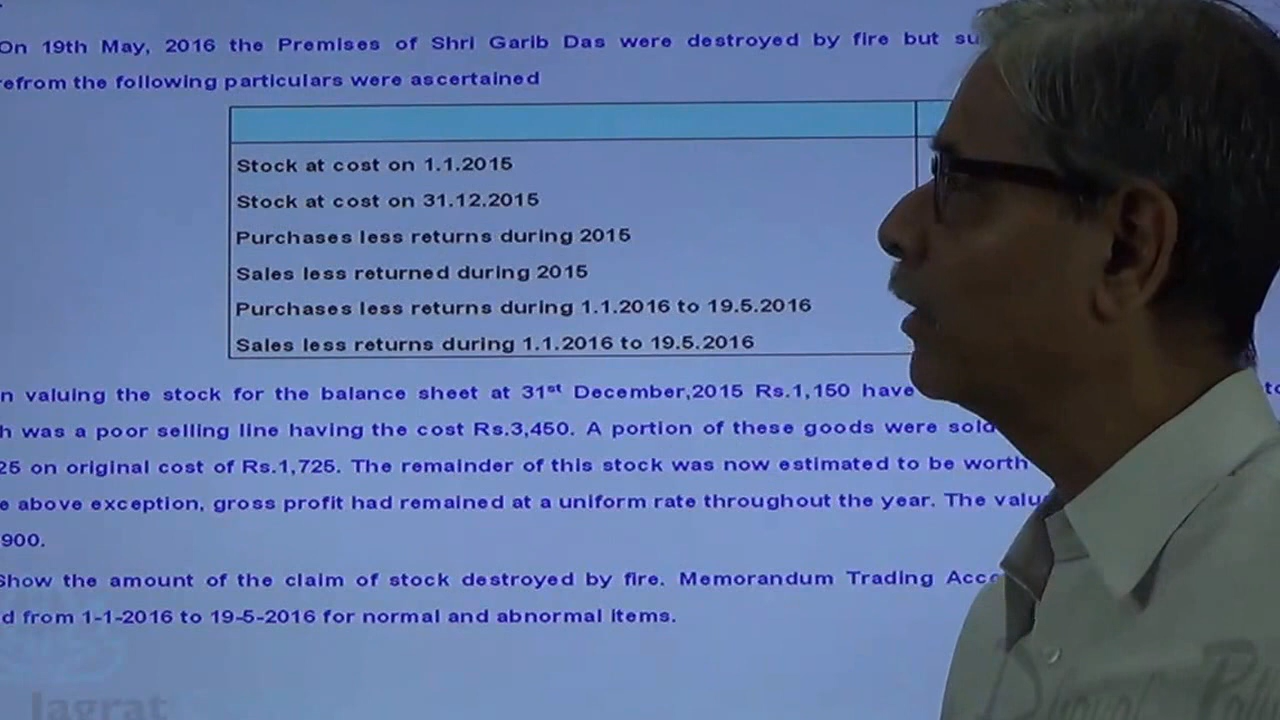 On 19th May, 2016 the Premises of Shri Garib Das were destroyed by fire but
the following particulars were ascertained
Stock at cost on 1.1.2015
Stock at cost on 31.12.2015
Purchases less returns during 2015
Sales less returned during 2015
Purchases less returns during 1.1.2016 to 19.5.2016
Sales less returns during 1.1.2016 to 19.5.2016
valuing the stock for the balance sheet at 31st December,2015 Rs.1,150 have
was a poor selling line having the cost Rs.3,450. A portion of these goods were sold
25 on original cost of Rs.1,725. The remainder of this stock was now estimated to be worth
above exception, gross profit had remained at a uniform rate throughout the year. The
900.
Show the amount of the claim of stock destroyed by fire. Memorandum Trading
from 1-1-2016 to 19-5-2016 for normal and abnormal items.
Jagrat